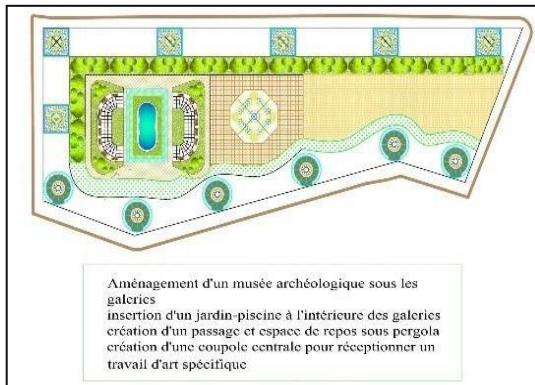 Aménagement d'un musée archéologique sous les
galeries
insertion d'un jardin-piscine à l'intérieure des galeries
création d'un passage et espace de repos sous pergola
création d'une coupole centrale pour réceptionner un
travail d'art spécifique